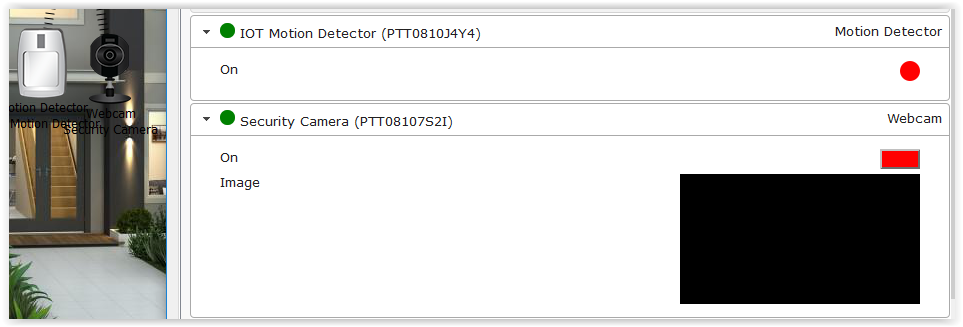 otion Detector
Motion Detector
Webcam
Security Camera
IOT Motion Detector (PTT0810J4Y4)
Motion Detector
On
Security Camera (PTT08107S2I)
Webcam
On
Image